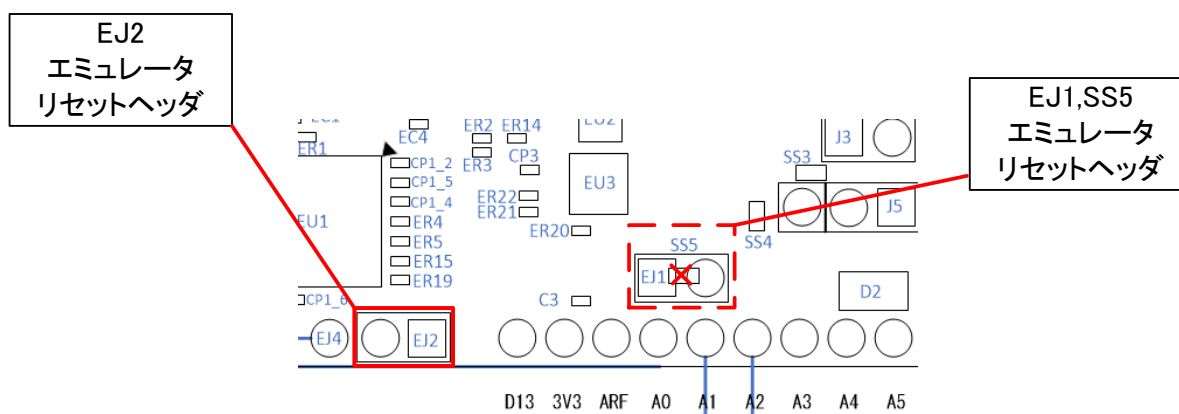 EJ2
エミュレータ
リセットヘッダ
EJ1,SS5
エミュレータ
リセットヘッダ
EC4
ER2
ER14
EU2
J3
ER1
ER3
CP3
SS3
CP1_2
CP1_5
CP1_4
EU3
ER22
ER21
J5
EU1
ER4
ER5
ER15
ER19
ER20
SS5
SS4
EJ1
CP1_6
C3
D2
EJ4
EJ2
D13 3V3 ARF A0 A1 A2 A3 A4 A5